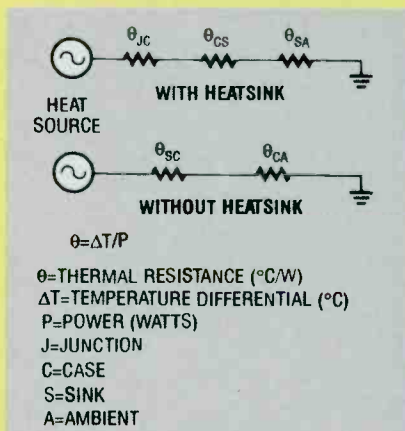 θJC θCS θSA
HEAT
SOURCE
WITH HEATSINK
θSC θCA
WITHOUT HEATSINK
θ=ΔT/P
θ=THERMAL RESISTANCE (°C/W)
ΔT=TEMPERATURE DIFFERENTIAL (°C)
P=POWER (WATTS)
J=JUNCTION
C=CASE
S=SINK
A=AMBIENT